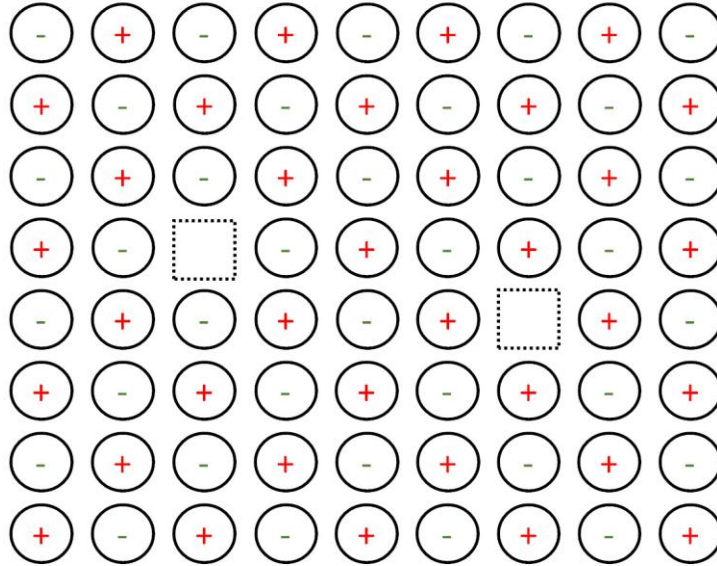 - + - + - + - + -
+ - + - + - + - +
- + - + - + - + -
+ - - + - + - +
- + - + - + + -
+ - + - + - + - +
- + - + - + - + -
+ - + - + - + - +